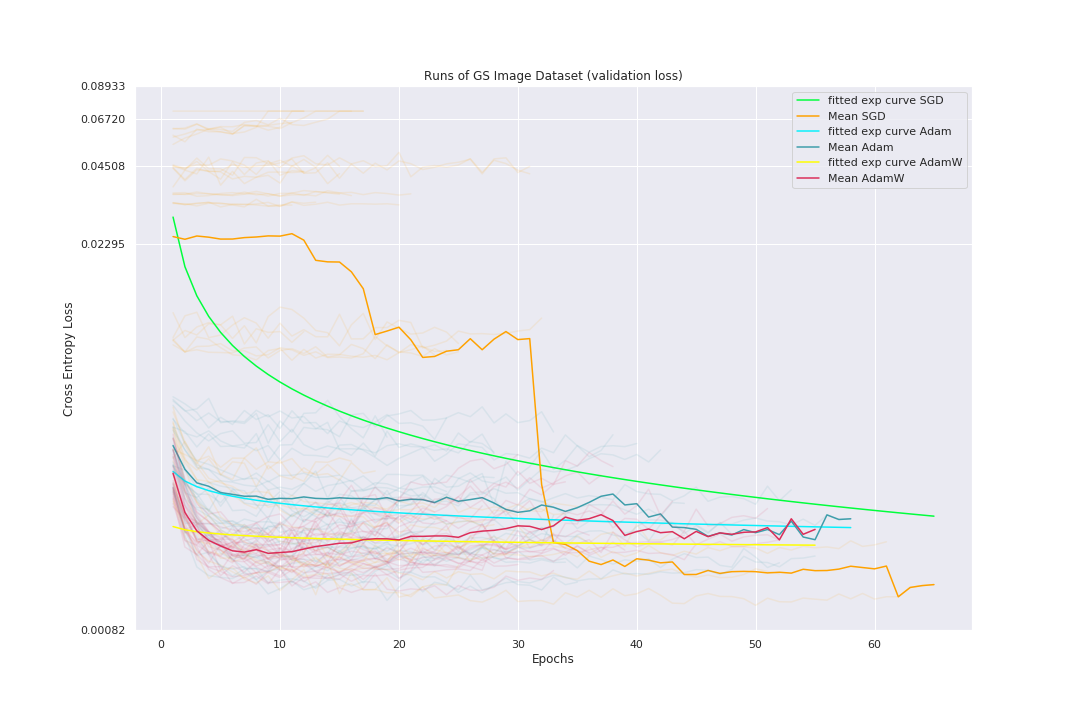 Runs of GS Image Dataset (validation loss)
0.08933
0.06720
0.04508
0.02295
0.00082
Cross Entropy Loss
fitted exp curve SGD
Mean SGD
fitted exp curve Adam
Mean Adam
fitted exp curve AdamW
Mean AdamW
0 10 20 30 40 50 60
Epochs